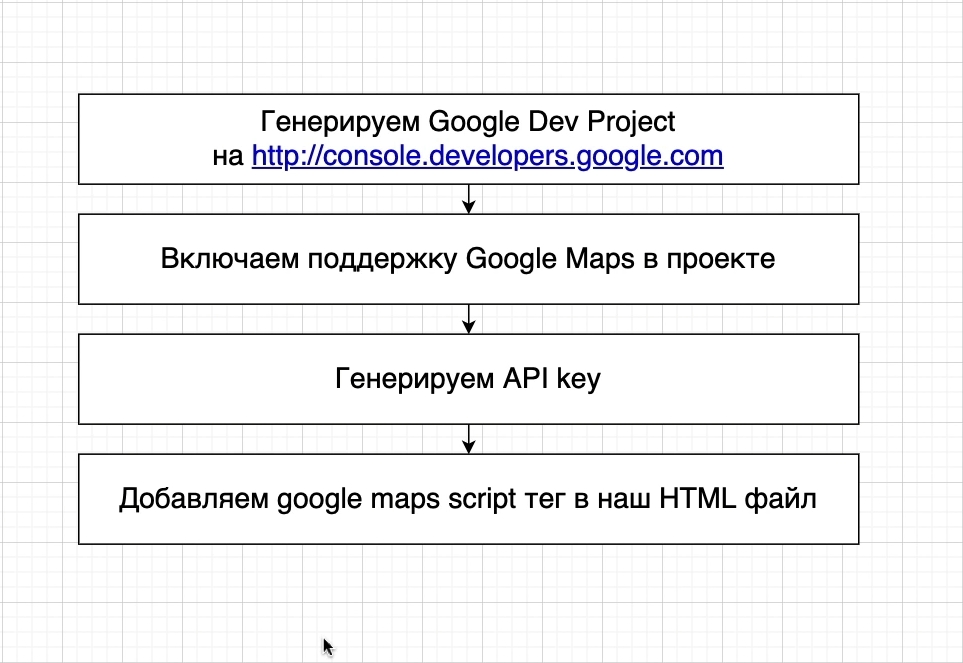 Генерируем Google Dev Project
на http://console.developers.google.com
Включаем поддержку Google Maps в проекте
Генерируем API key
Добавляем google maps script тег в наш HTML файл